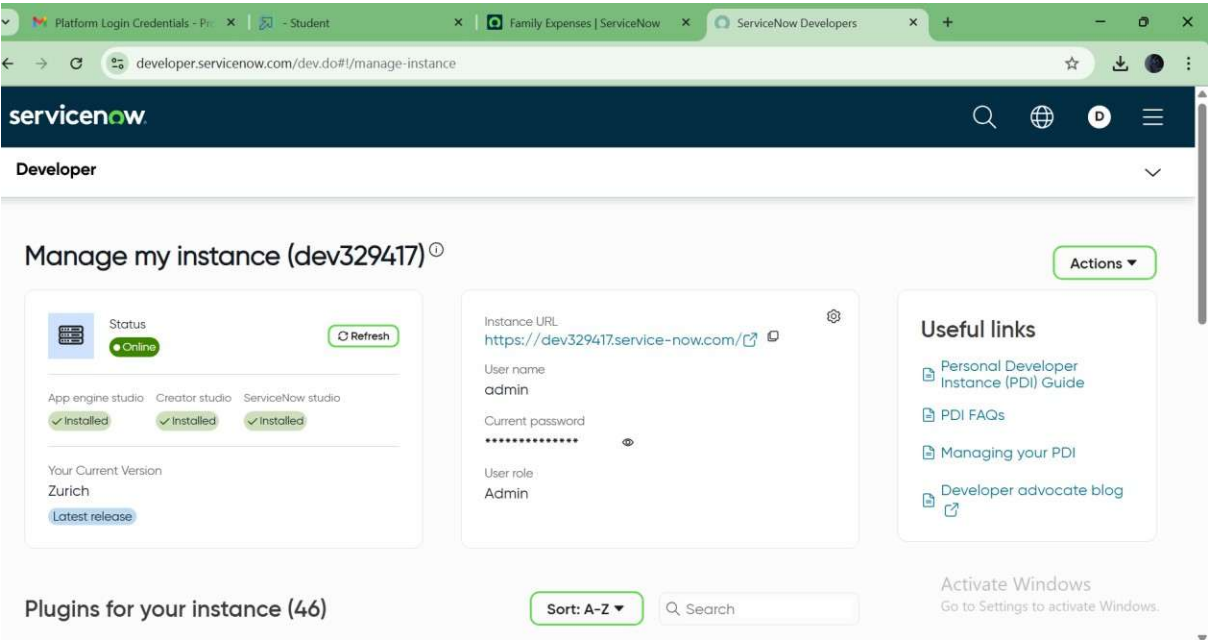 Platform Login Credentials - Pr
- Student
Family Expenses | ServiceNow
ServiceNow Developers
developer.servicenow.com/dev.do#!/manage-instance
servicenow
D
Developer
Manage my instance (dev329417)
Actions
Status
Online
Refresh
App engine studio Creator studio ServiceNow studio
Installed Installed Installed
Your Current Version
Zurich
Latest release
Instance URL
https://dev329417.service-now.com/
User name
admin
Current password
••••••••••••••
User role
Admin
Useful links
Personal Developer
Instance (PDI) Guide
PDI FAQs
Managing your PDI
Developer advocate blog
Activate Windows
Go to Settings to activate Windows.
Plugins for your instance (46)
Sort: A-Z
Search